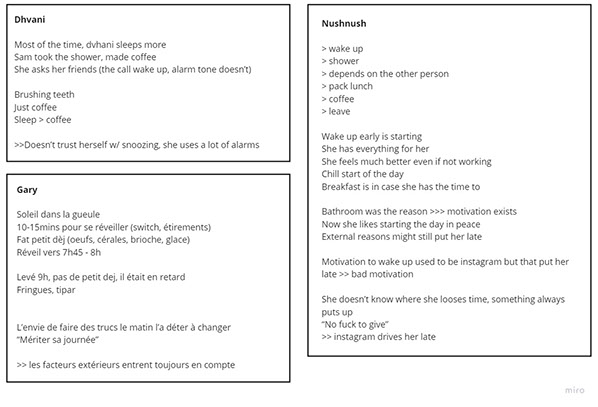 Dhvani
Most of the time, dvhani sleeps more
Sam took the shower, made coffee
She asks her friends (the call wake up, alarm tone doesn't)
Brushing teeth
Just coffee
Sleep > coffee
>>Doesn't trust herself w/ snoozing, she uses a lot of alarms
Gary
Soleil dans la gueule
10-15mins pour se réveiller (switch, étirements)
Fat petit dèj (oeufs, cérales, brioche, glace)
Réveil vers 7h45 - 8h
Levé 9h, pas de petit dej, il était en retard
Fringues, tipar
L'envie de faire des trucs le matin l'a déter à changer
"Mériter sa journée"
>> les facteurs extérieurs entrent toujours en compte
Nushnush
> wake up
> shower
> depends on the other person
> pack lunch
> coffee
> leave
Wake up early is starting
She has everything for her
She feels much better even if not working
Chill start of the day
Breakfast is in case she has the time to
Bathroom was the reason >>> motivation exists
Now she likes starting the day in peace
External reasons might still put her late
Motivation to wake up used to be instagram but that put her
late >> bad motivation
She doesn't know where she looses time, something always
puts up
"No fuck to give"
>> instagram drives her late
miro